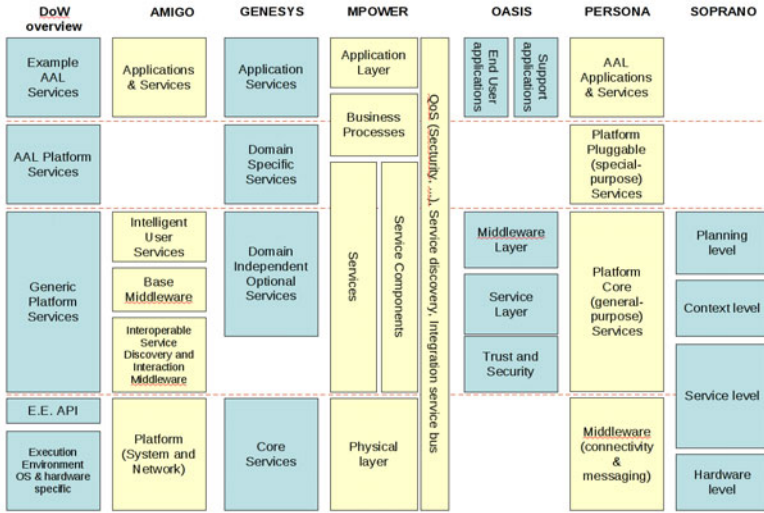 DoW
overview
AMIGO
GENESYS
MPOWER
OASIS
PERSONA
SOPRANO
Example
AAL
Services
AAL Platform
Services
Generic
Platform
Services
E.E. API
Execution
Environment
OS & hardware
specific
Applications
& Services
Intelligent
User
Services
Base
Middleware
Interoperable
Service
Discovery and
Interaction
Middleware
Platform
(System and
Network)
Application
Services
Domain
Specific
Services
Domain
Independent
Optional
Services
Core
Services
Application
Layer
Business
Processes
Services
Service Components
Physical
layer
QoS (Secturity, ...), Service discovery, Integration service bus
End User
applications
Support
applications
Middleware
Layer
Service
Layer
Trust and
Security
AAL
Applications
& Services
Platform
Pluggable
(special-
purpose)
Services
Platform
Core
(general-
purpose)
Services
Middleware
(connectivity
&
messaging)
Planning
level
Context level
Service level
Hardware
level